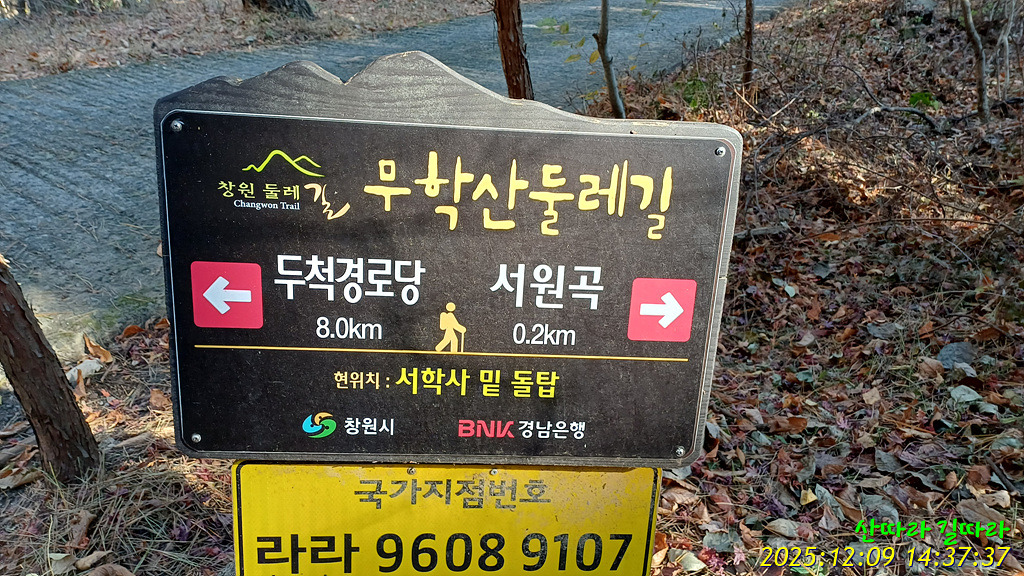 창원 둘레길
Changwon Trail
무학산둘레길
두척경로당
8.0km
서원곡
0.2km
현위치 : 서학사 밑 돌탑
창원시
BNK 경남은행
국가지점번호
라라 9608 9107
산따라 길따라
2025:12:09 14:37:37